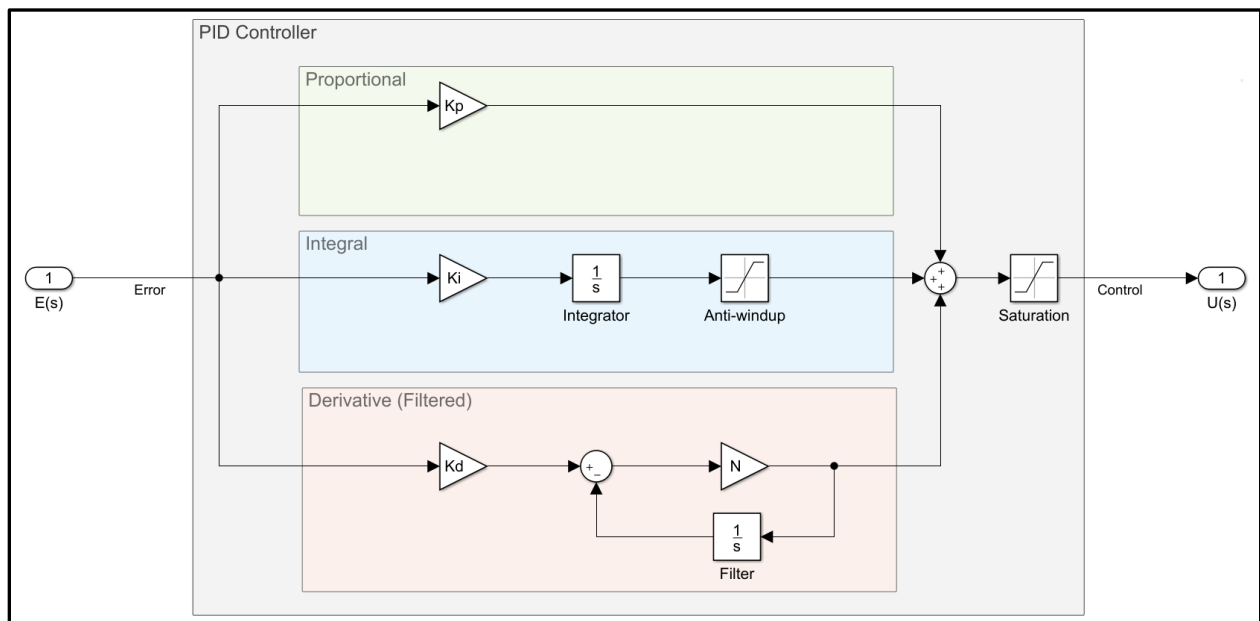 PID Controller
Proportional
Kp
Integral
1
E(s)
Error
Ki
1
s
Integrator
Anti-windup
+
+
+
Saturation
Control
1
U(s)
Derivative (Filtered)
Kd
+
−
N
1
s
Filter